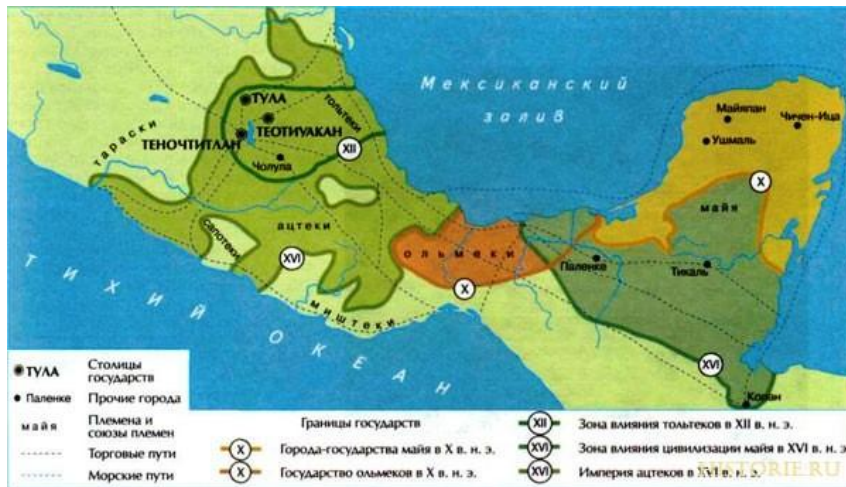 Мексиканский
залив
ТУЛА
ТЕОТИУАКАН
ТЕНОЧТИТЛАН
Чолула
тольтеки
тараски
XII
Майяпан
Чичен-Ица
Ушмаль
X
майя
ацтеки
сапотеки
XVI
ольмеки
X
миштеки
Паленке
Тикаль
XVI
Копан
ТИХИЙ
ОКЕАН
ТУЛА Столицы государств
Паленке Прочие города
майя Племена и союзы племен
Торговые пути
Морские пути
Границы государств
X Города-государства майя в X в. н. э.
X Государство ольмеков в X в. н. э.
XII Зона влияния тольтеков в XII в. н. э.
XVI Зона влияния цивилизации майя в XVI в. н. э.
XVI Империя ацтеков в XVI в. н. э.
HISTORIE.RU